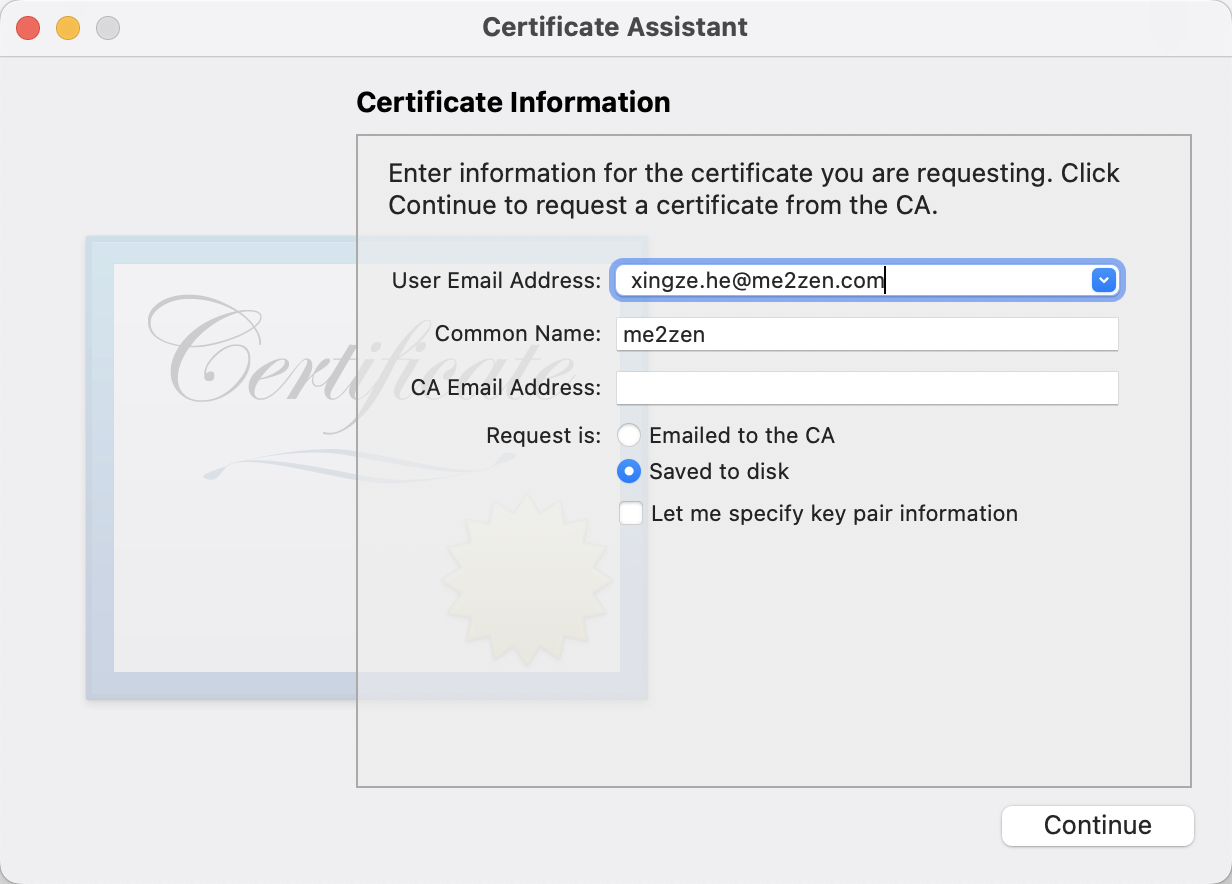 Certificate Assistant
Certificate Information
Enter information for the certificate you are requesting. Click
Continue to request a certificate from the CA.
User Email Address: xingze.he@me2zen.com
Common Name: me2zen
CA Email Address:
Request is: Emailed to the CA
Saved to disk
Let me specify key pair information
Certificate
Continue